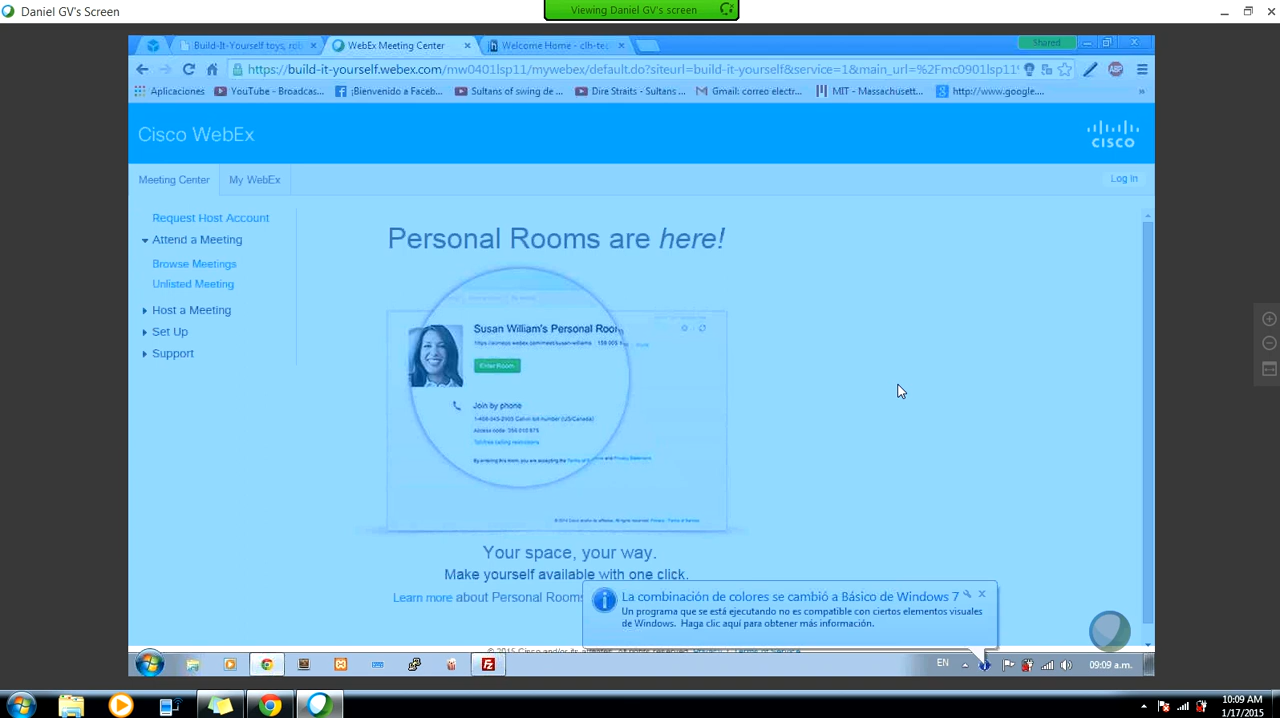 Daniel GV's Screen
Viewing Daniel GV's screen
Build-It-Yourself toys, rob
WebEx Meeting Center
Welcome Home - clh-tec
Shared
https://build-it-yourself.webex.com/mw0401lsp11/mywebex/default.do?siteurl=build-it-yourself&service=1&main_url=%2Fmc0901lsp11%
ABP
Aplicaciones
YouTube - Broadcas...
¡Bienvenido a Faceb...
Sultans of swing de ...
Dire Straits - Sultans ...
Gmail: correo electr...
MIT - Massachusett...
http://www.google....
Cisco WebEx
CISCO
Meeting Center
My WebEx
Log In
Request Host Account
Attend a Meeting
Browse Meetings
Unlisted Meeting
Host a Meeting
Set Up
Support
Personal Rooms are here!
Susan William's Personal Room
Enter Room
Join by phone
Toll-free calling restrictions
Your space, your way.
Make yourself available with one click.
Learn more about Personal Rooms
La combinación de colores se cambió a Básico de Windows 7
Un programa que se está ejecutando no es compatible con ciertos elementos visuales
de Windows. Haga clic aquí para obtener más información.
EN
09:09 a.m.
10:09 AM
1/17/2015